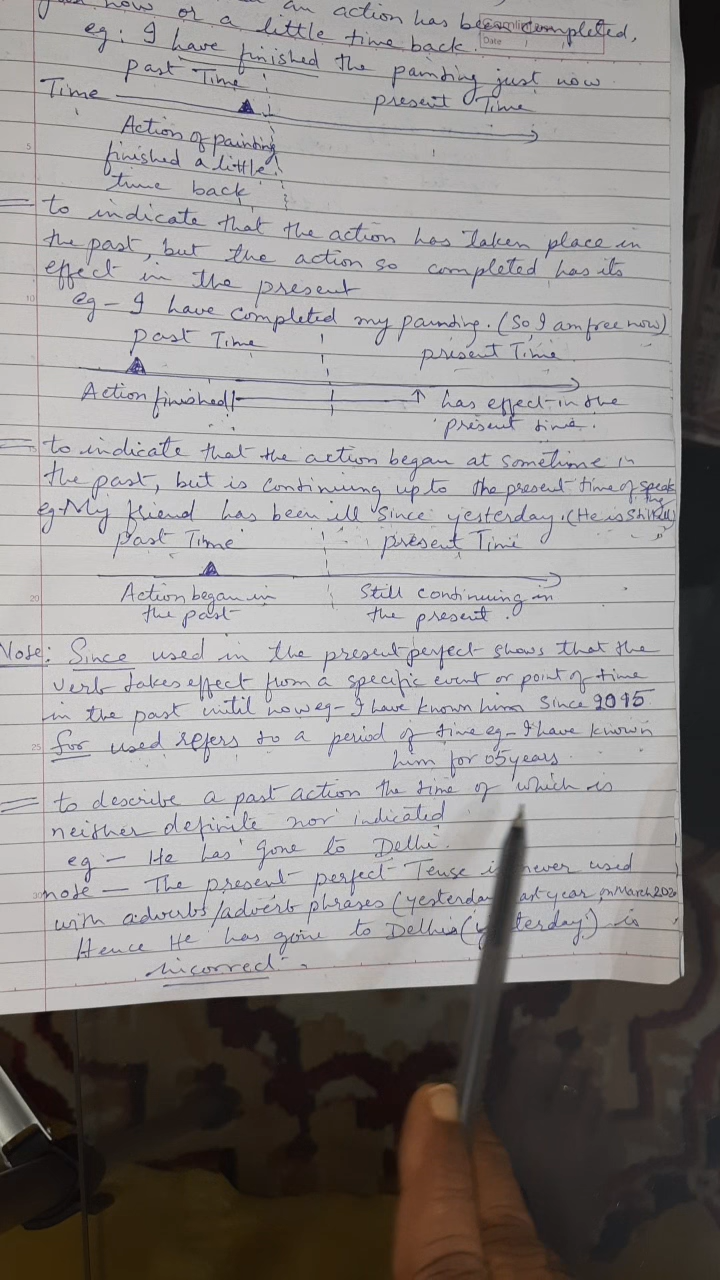 now or a little time back.
an action has been completed,
Date
eg: I have finished the painting just now
past Time
present Time
Time
Action of painting
finished a little
time back
to indicate that the action has taken place in
the past, but the action so completed has its
effect in the present
eg - I have completed my painting. (So I am free now)
past Time
present Time
Action finished
has effect in the
present time.
to indicate that the action began at sometime in
the past, but is continuing up to the present time of
eg - My friend has been ill since yesterday. (He is still ill)
past Time
present Time
Action began in
the past
Still continuing in
the present.
Note: Since used in the present perfect shows that the
verb takes effect from a specific event or point of time
in the past until now eg - I have known him since 2015
for used refers to a period of time eg - I have known
him for 05 years.
to describe a past action the time of which is
neither definite nor indicated
eg :- He has gone to Delhi.
note - The present perfect Tense is never used
with adverbs/adverb phrases (yesterday year, in March
Hence He has gone to Delhi (yesterday) is
incorrect.